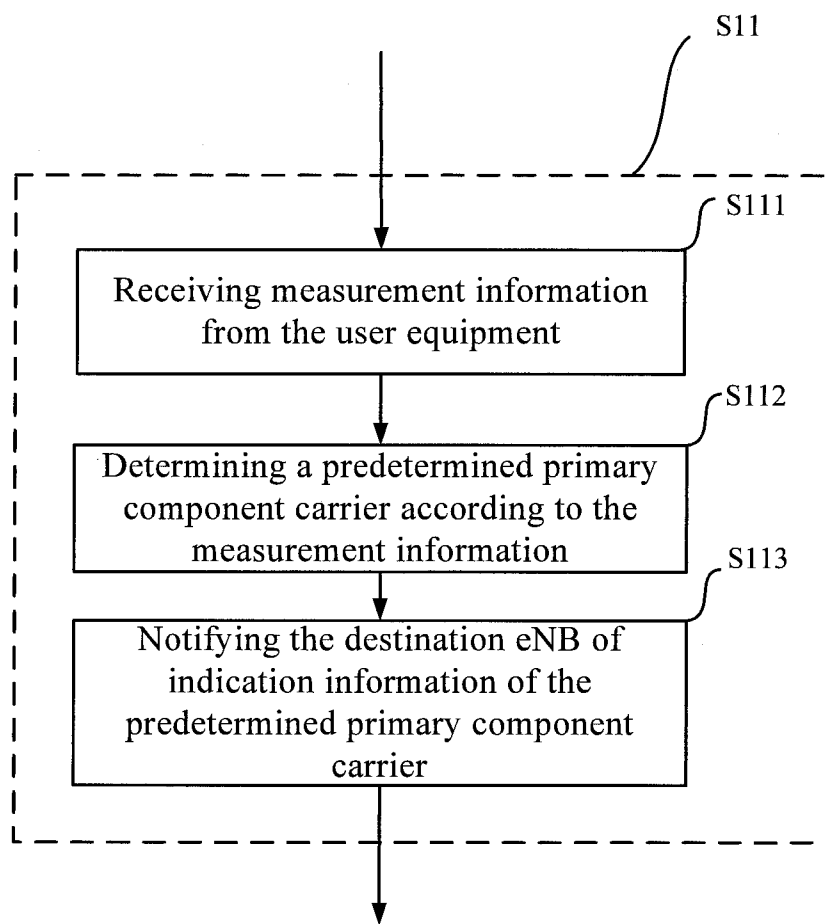 S11
S111
Receiving measurement information
from the user equipment
S112
Determining a predetermined primary
component carrier according to the
measurement information
S113
Notifying the destination eNB of
indication information of the
predetermined primary component
carrier